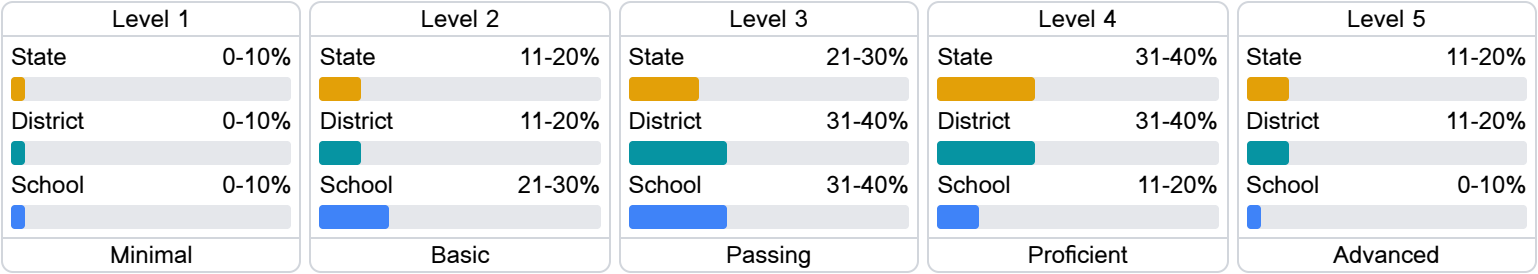 Level 1
State 0-10%
District 0-10%
School 0-10%
Minimal
Level 2
State 11-20%
District 11-20%
School 21-30%
Basic
Level 3
State 21-30%
District 31-40%
School 31-40%
Passing
Level 4
State 31-40%
District 31-40%
School 11-20%
Proficient
Level 5
State 11-20%
District 11-20%
School 0-10%
Advanced